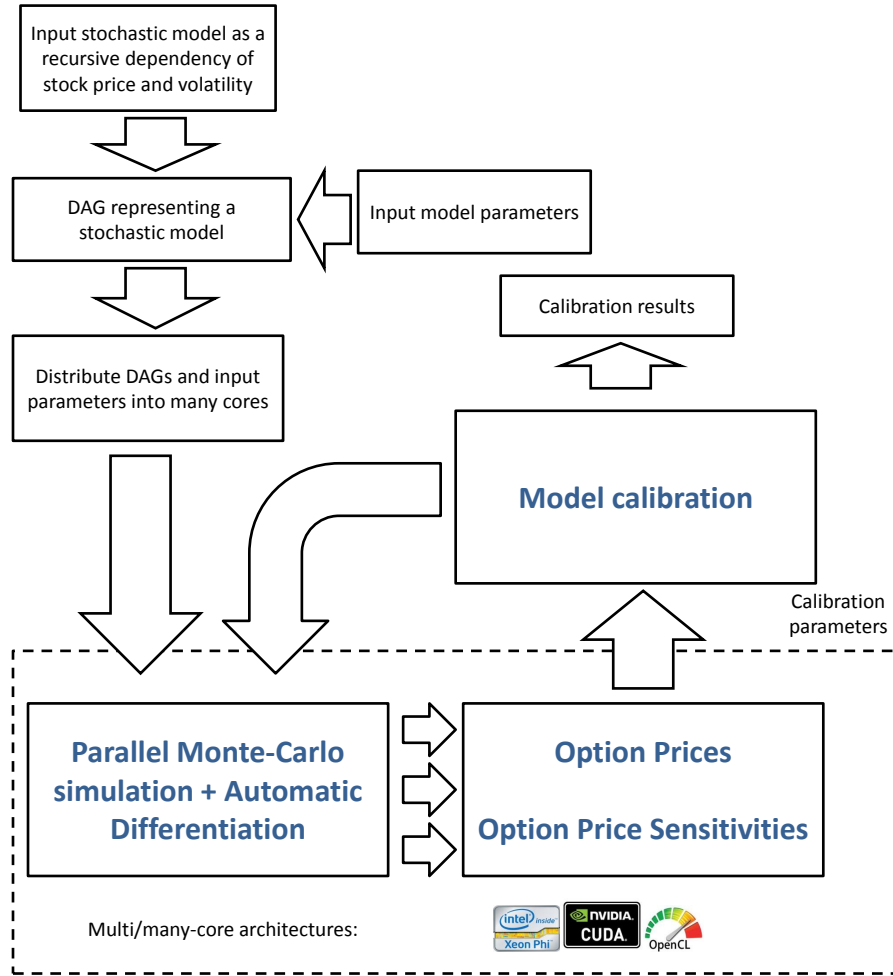 Input stochastic model as a
recursive dependency of
stock price and volatility
DAG representing a
stochastic model
Input model parameters
Calibration results
Distribute DAGs and input
parameters into many cores
Model calibration
Calibration
parameters
Parallel Monte-Carlo
simulation + Automatic
Differentiation
Option Prices
Option Price Sensitivities
Multi/many-core architectures:
intel inside™
Xeon Phi™
NVIDIA.
CUDA.
OpenCL